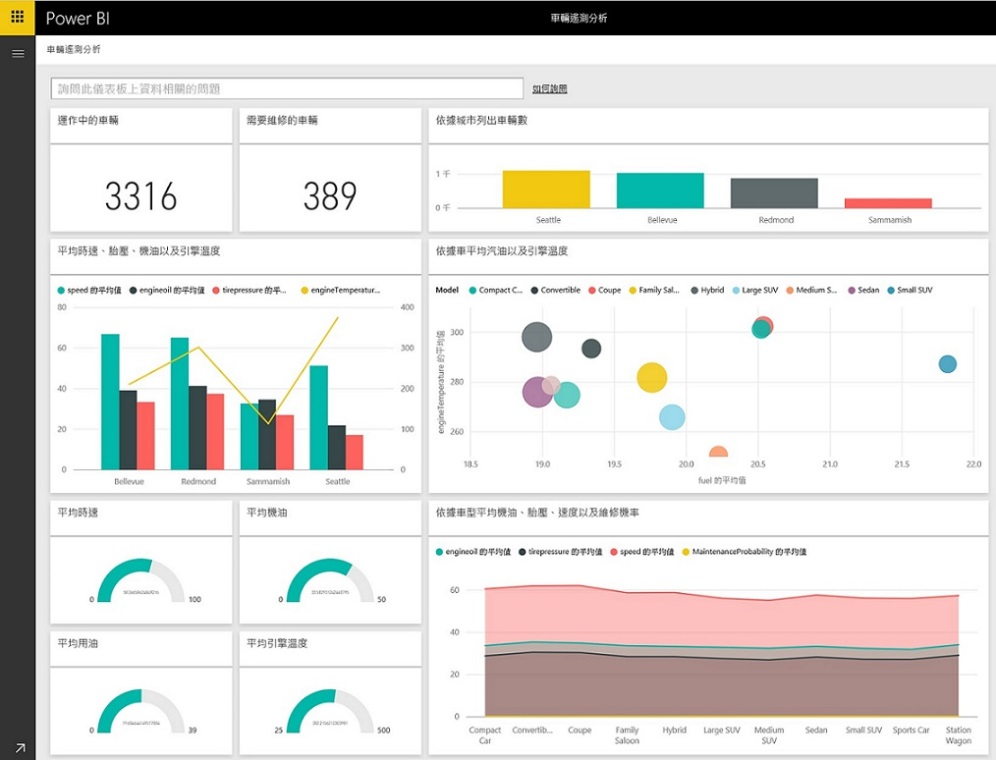 Power BI
車輛遙測分析
車輛遙測分析
詢問此儀表板上資料相關的問題
如何詢問
運作中的車輛
3316
需要維修的車輛
389
依據城市列出車輛數
1 千
0 千
Seattle Bellevue Redmond Sammamish
平均時速、胎壓、機油以及引擎溫度
speed 的平均值 engineoil 的平均值 tirepressure 的平... engineTemperatur...
80 400
60 300
40 200
20 100
0 0
Bellevue Redmond Sammamish Seattle
依據車平均汽油以及引擎溫度
Model Compact C... Convertible Coupe Family Sal... Hybrid Large SUV Medium S... Sedan Small SUV
engineTemperature 的平均值
300
280
260
18.5 19.0 19.5 20.0 20.5 21.0 21.5 22.0
fuel 的平均值
平均時速
0 100
平均機油
0 50
平均用油
0 39
平均引擎溫度
25 500
依據車型平均機油、胎壓、速度以及維修機率
engineoil 的平均值 tirepressure 的平均值 speed 的平均值 MaintenanceProbability 的平均值
60
40
20
0
Compact Car Convertib... Coupe Family Saloon Hybrid Large SUV Medium SUV Sedan Small SUV Sports Car Station Wagon